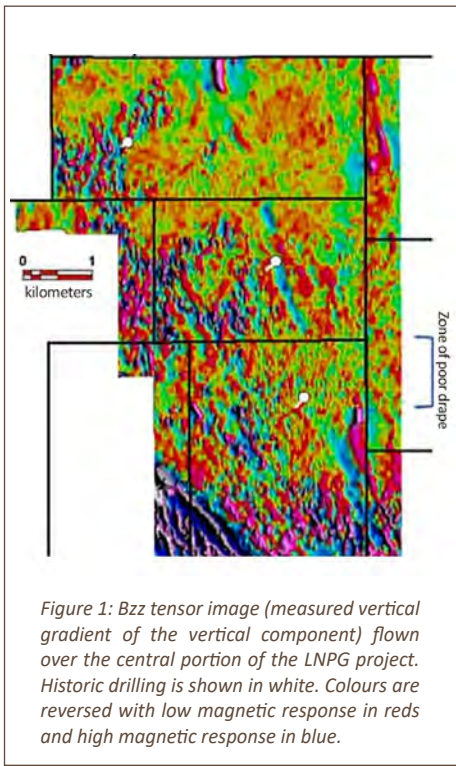 0 1
kilometers
Zone of poor drape
Figure 1: Bzz tensor image (measured vertical
gradient of the vertical component) flown
over the central portion of the LNPG project.
Historic drilling is shown in white. Colours are
reversed with low magnetic response in reds
and high magnetic response in blue.